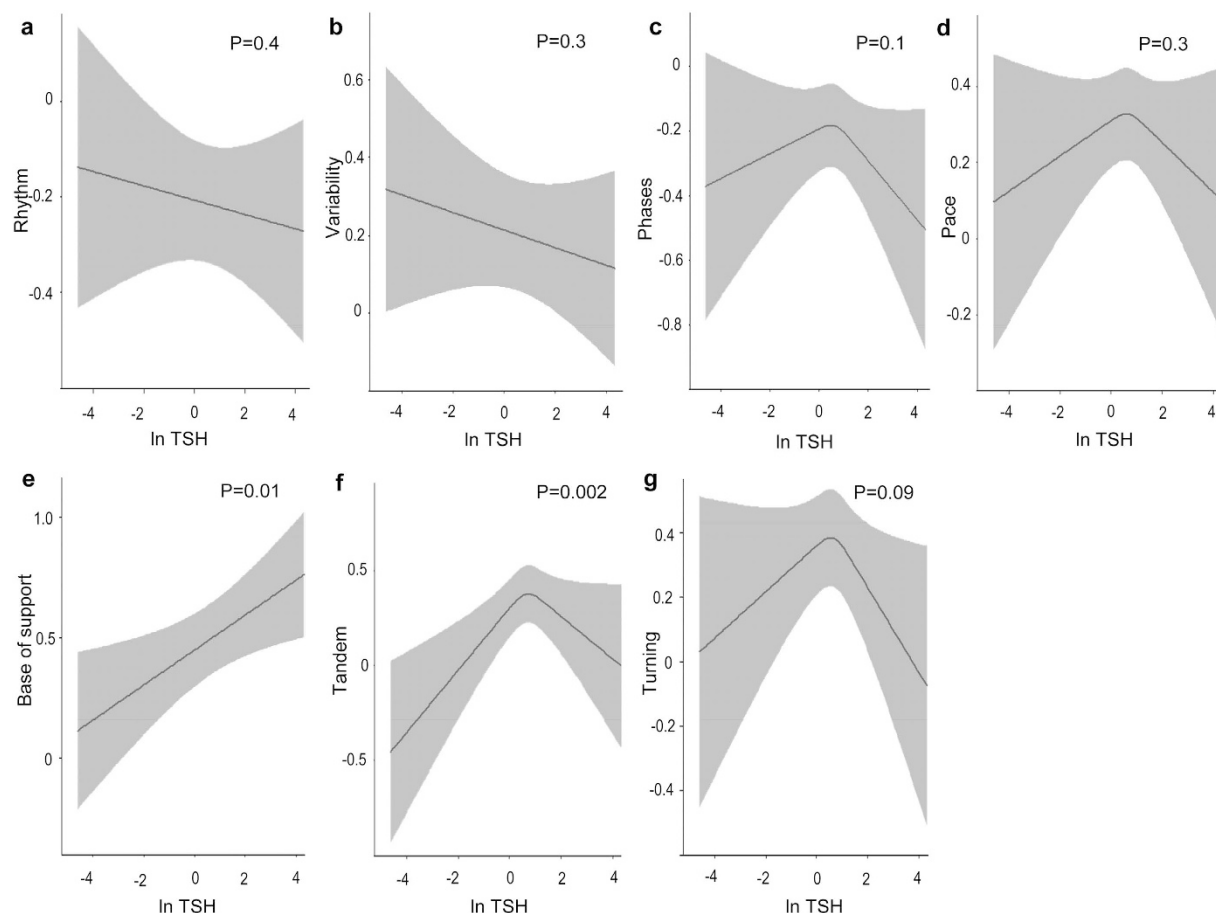 a
P=0.4
Rhythm
0
-0.2
-0.4
-4
-2
0
2
4
ln TSH
b
P=0.3
Variability
0.6
0.4
0.2
0
-4
-2
0
2
4
ln TSH
c
P=0.1
Phases
0
-0.2
-0.4
-0.6
-0.8
-4
-2
0
2
4
ln TSH
d
P=0.3
Pace
0.4
0.2
0
-0.2
-4
-2
0
2
4
ln TSH
e
P=0.01
Base of support
1.0
0.5
0
-4
-2
0
2
4
ln TSH
f
P=0.002
Tandem
0.5
0
-0.5
-4
-2
0
2
4
ln TSH
g
P=0.09
Turning
0.4
0.2
0
-0.2
-0.4
-4
-2
0
2
4
ln TSH